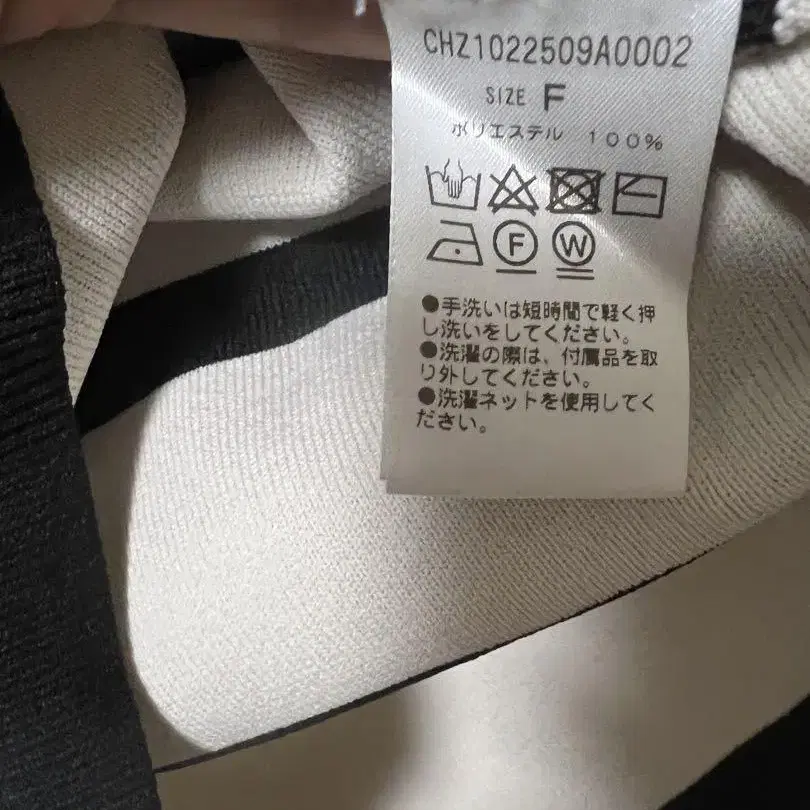 CHZ1022509A0002
SIZE F
ポリエステル 100%
F W
●手洗いは短時間で軽く押
し洗いをしてください。
●洗濯の際は、付属品を取
り外してください。
●洗濯ネットを使用してく
ださい。